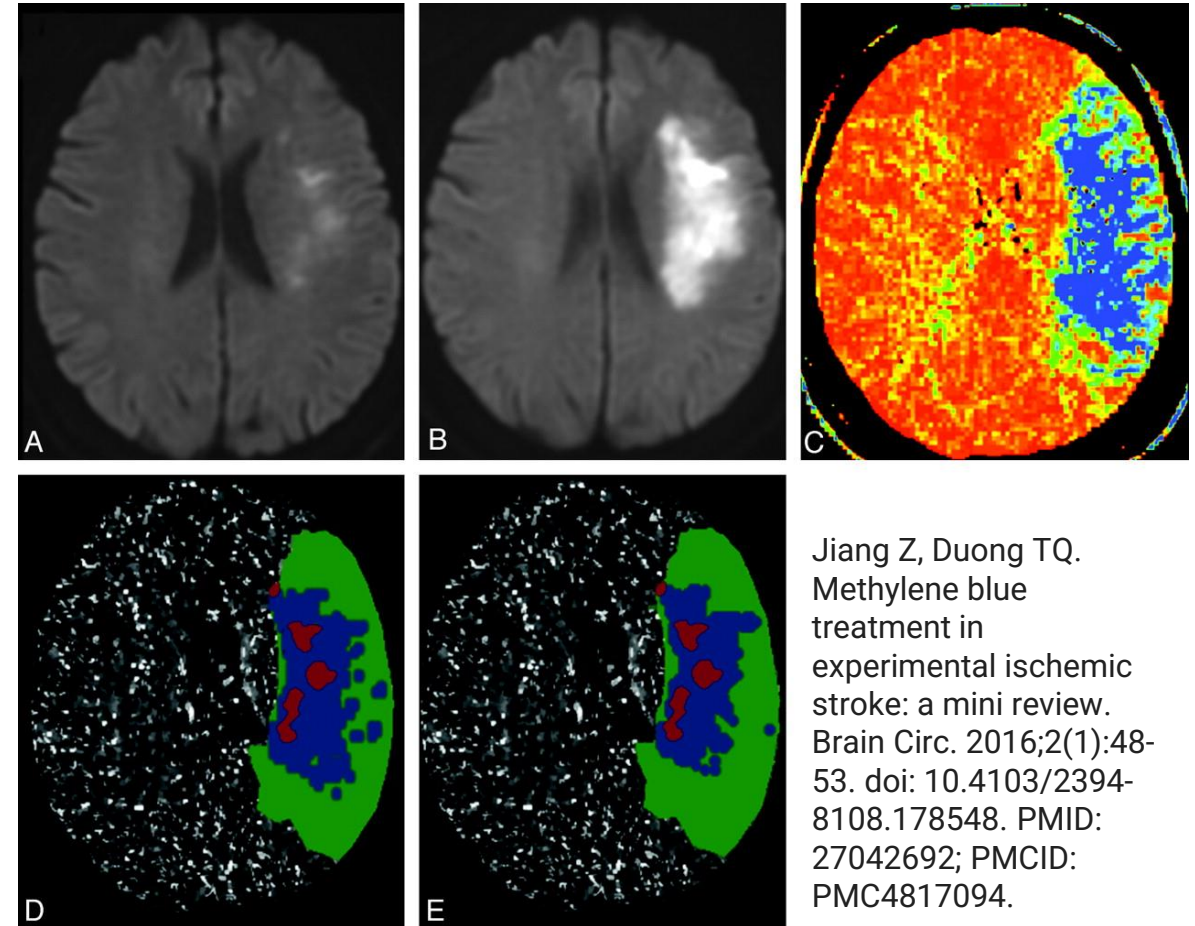 A
B
C
D
E
Jiang Z, Duong TQ.
Methylene blue
treatment in
experimental ischemic
stroke: a mini review.
Brain Circ. 2016;2(1):48-
53. doi: 10.4103/2394-
8108.178548. PMID:
27042692; PMCID:
PMC4817094.